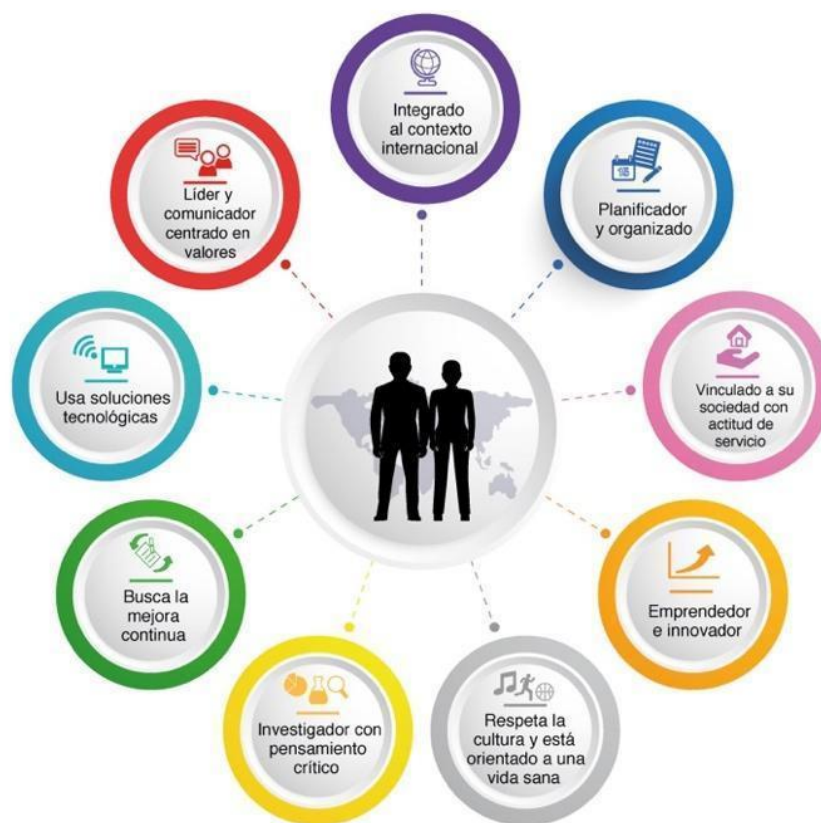 Integrado
al contexto
internacional
Planificador
y organizado
Vinculado a su
sociedad con
actitud de
servicio
Emprendedor
e innovador
Respeta la
cultura y está
orientado a una
vida sana
Investigador con
pensamiento
crítico
Busca la
mejora
continua
Usa soluciones
tecnológicas
Líder y
comunicador
centrado en
valores